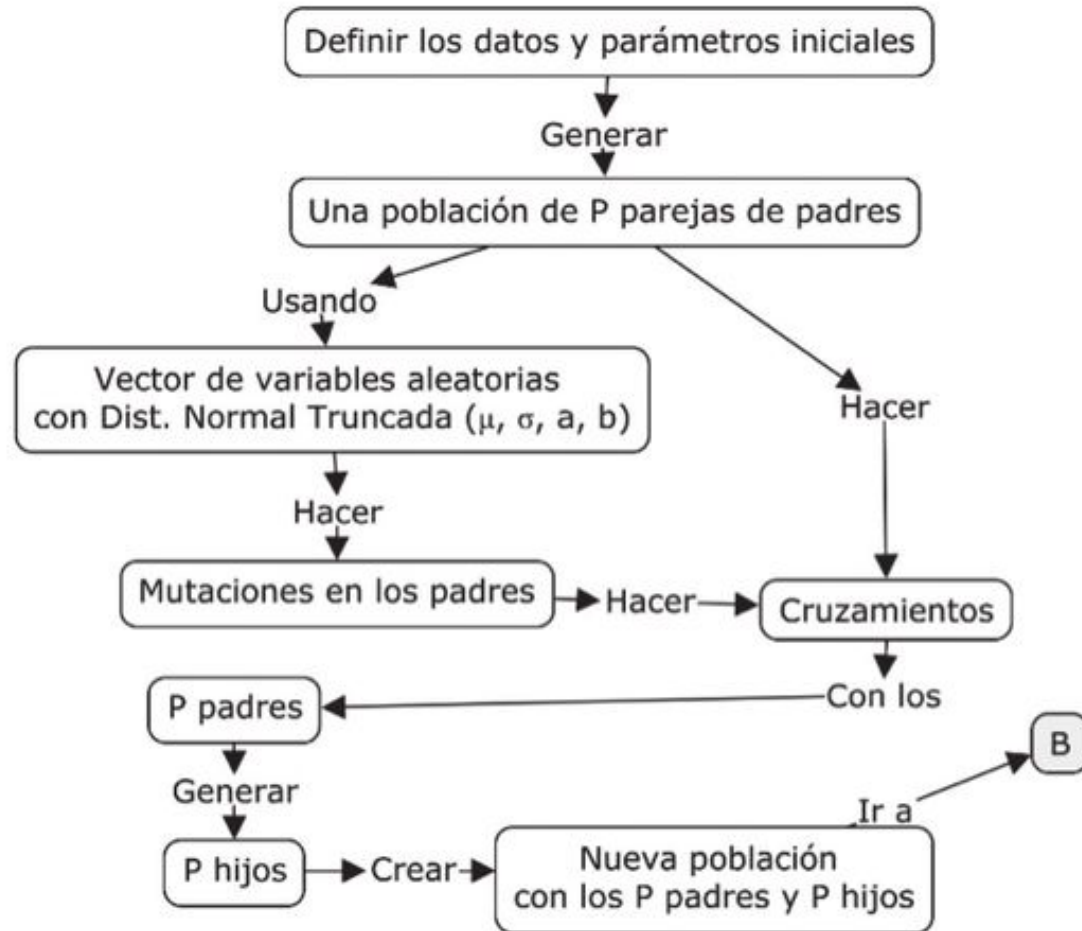 Definir los datos y parámetros iniciales
Generar
Una población de P parejas de padres
Usando
Vector de variables aleatorias
con Dist. Normal Truncada (μ, σ, a, b)
Hacer
Hacer
Mutaciones en los padres
Hacer
Cruzamientos
Con los
P padres
Generar
P hijos
Crear
Nueva población
con los P padres y P hijos
Ir a
B